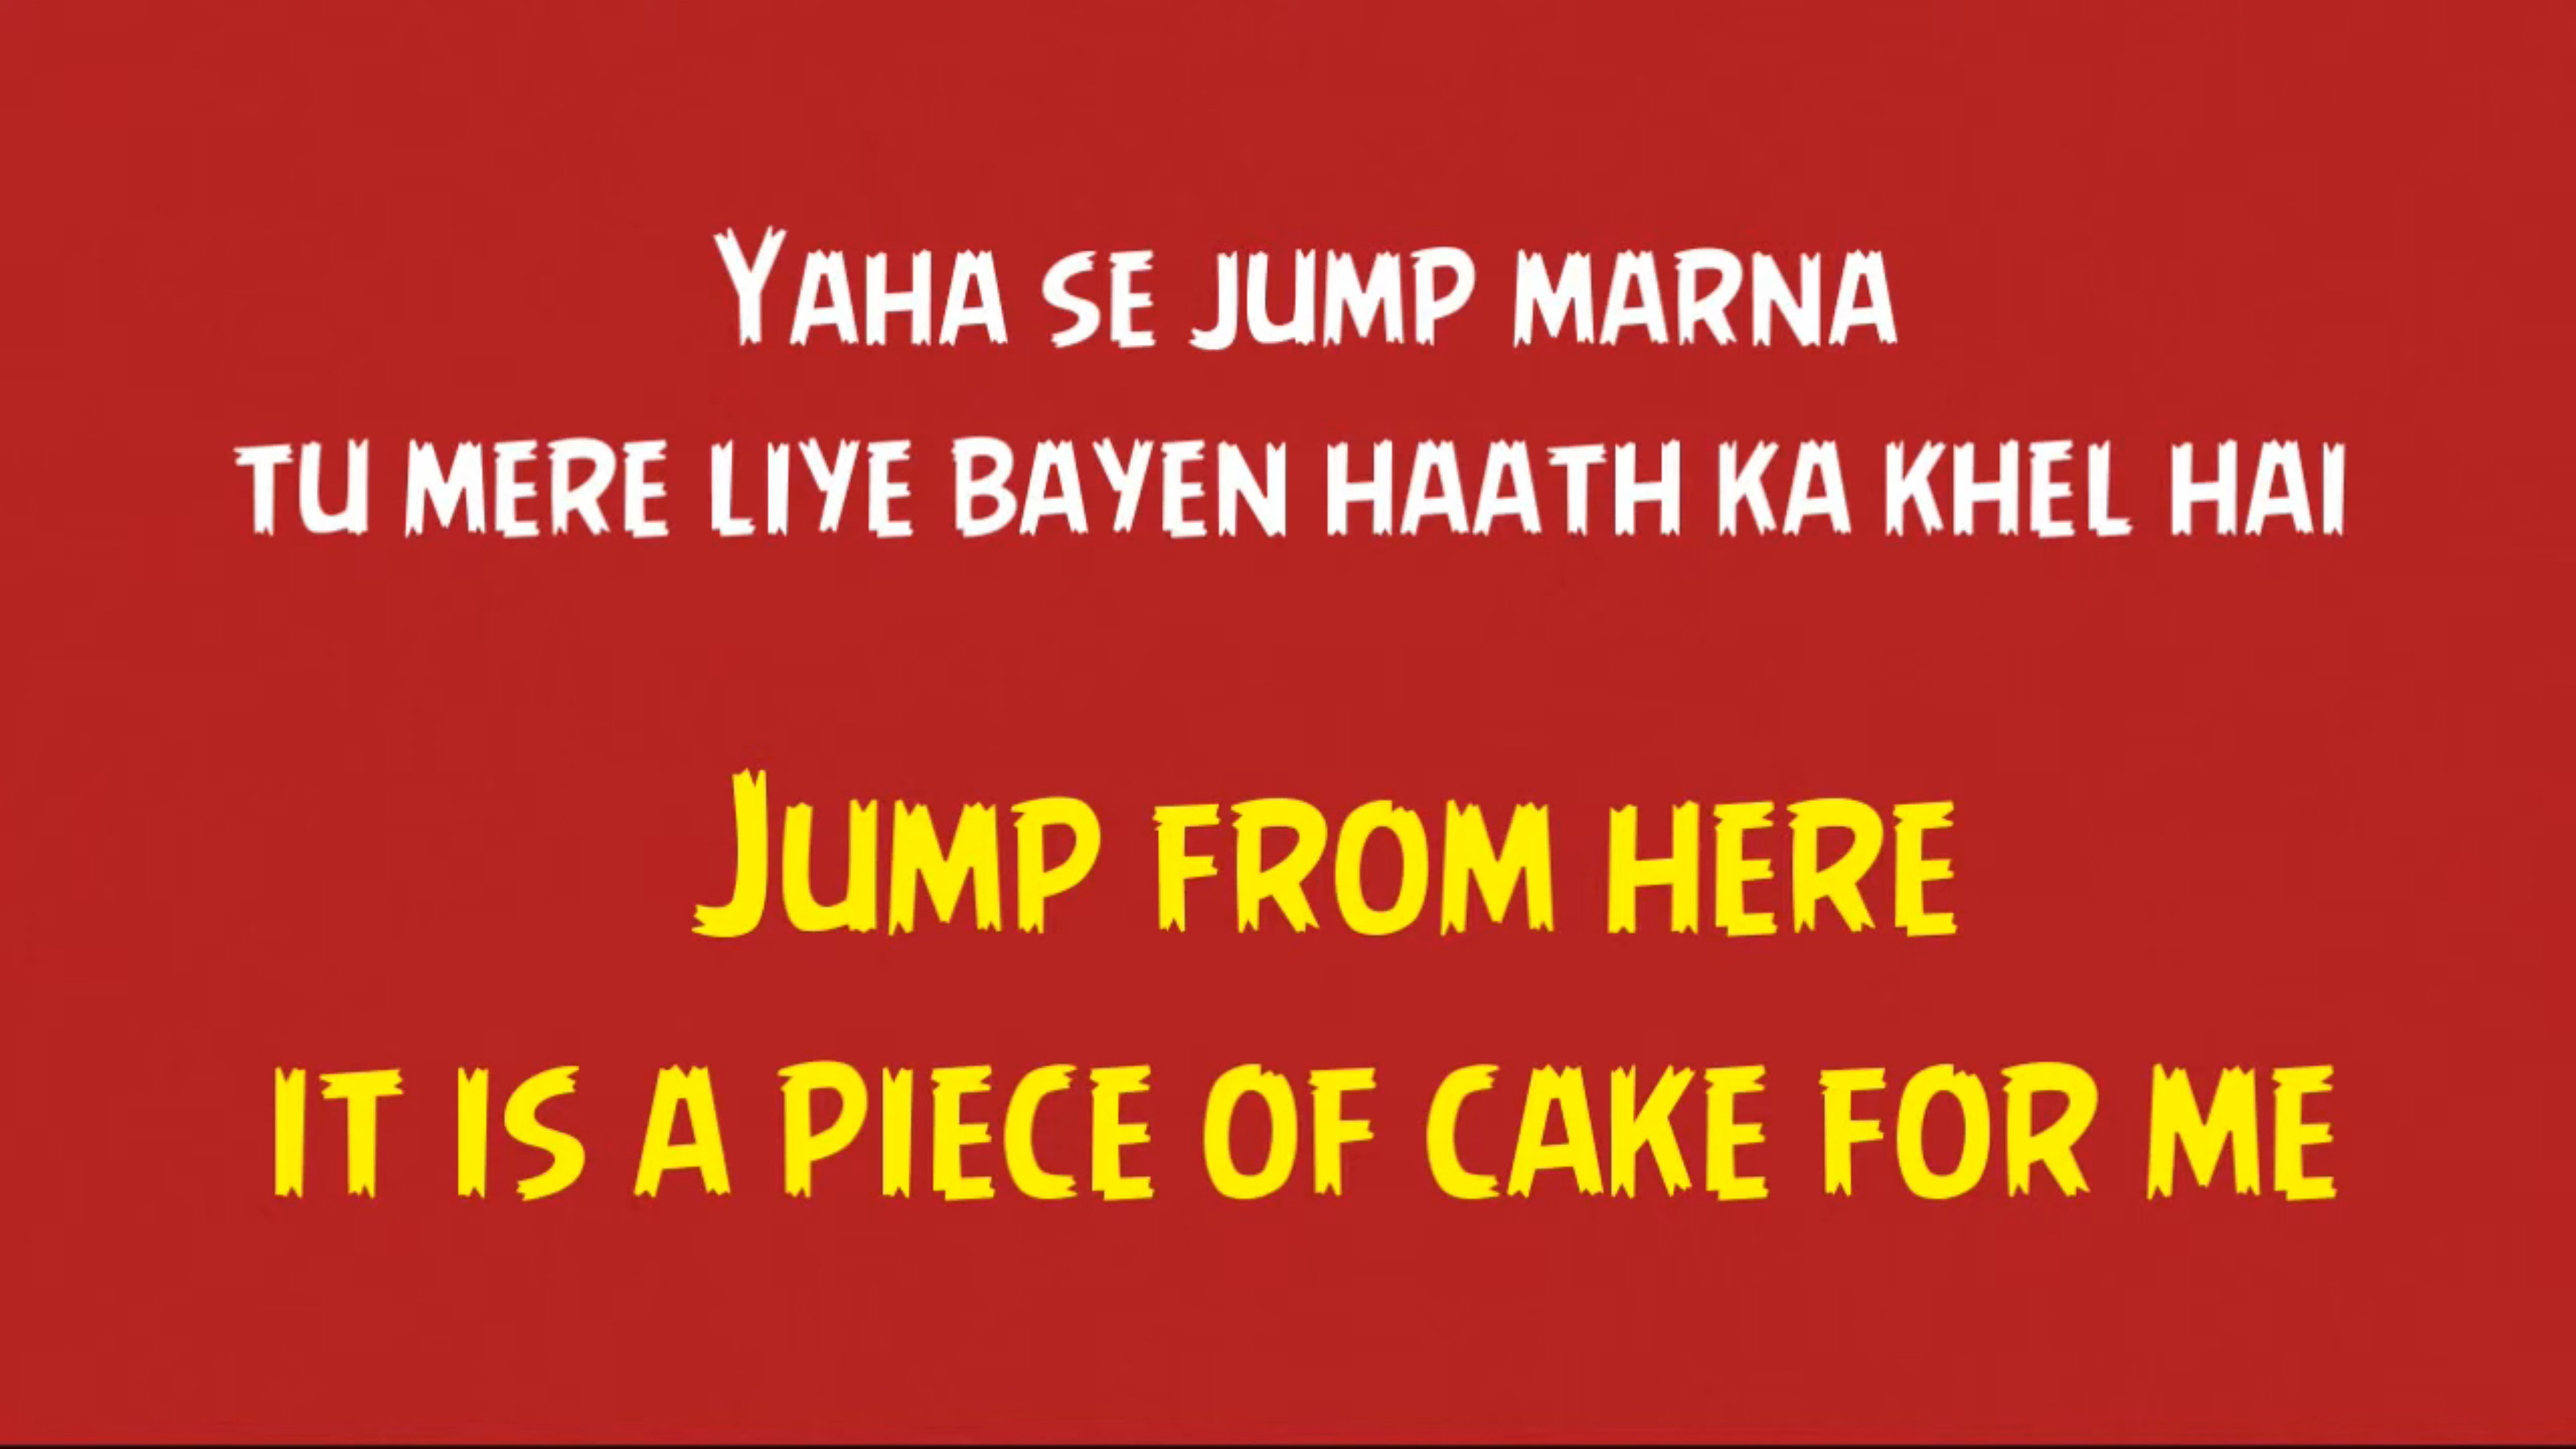 Yaha se jump marna
tu mere liye bayen haath ka khel hai
Jump from here
it is a piece of cake for me